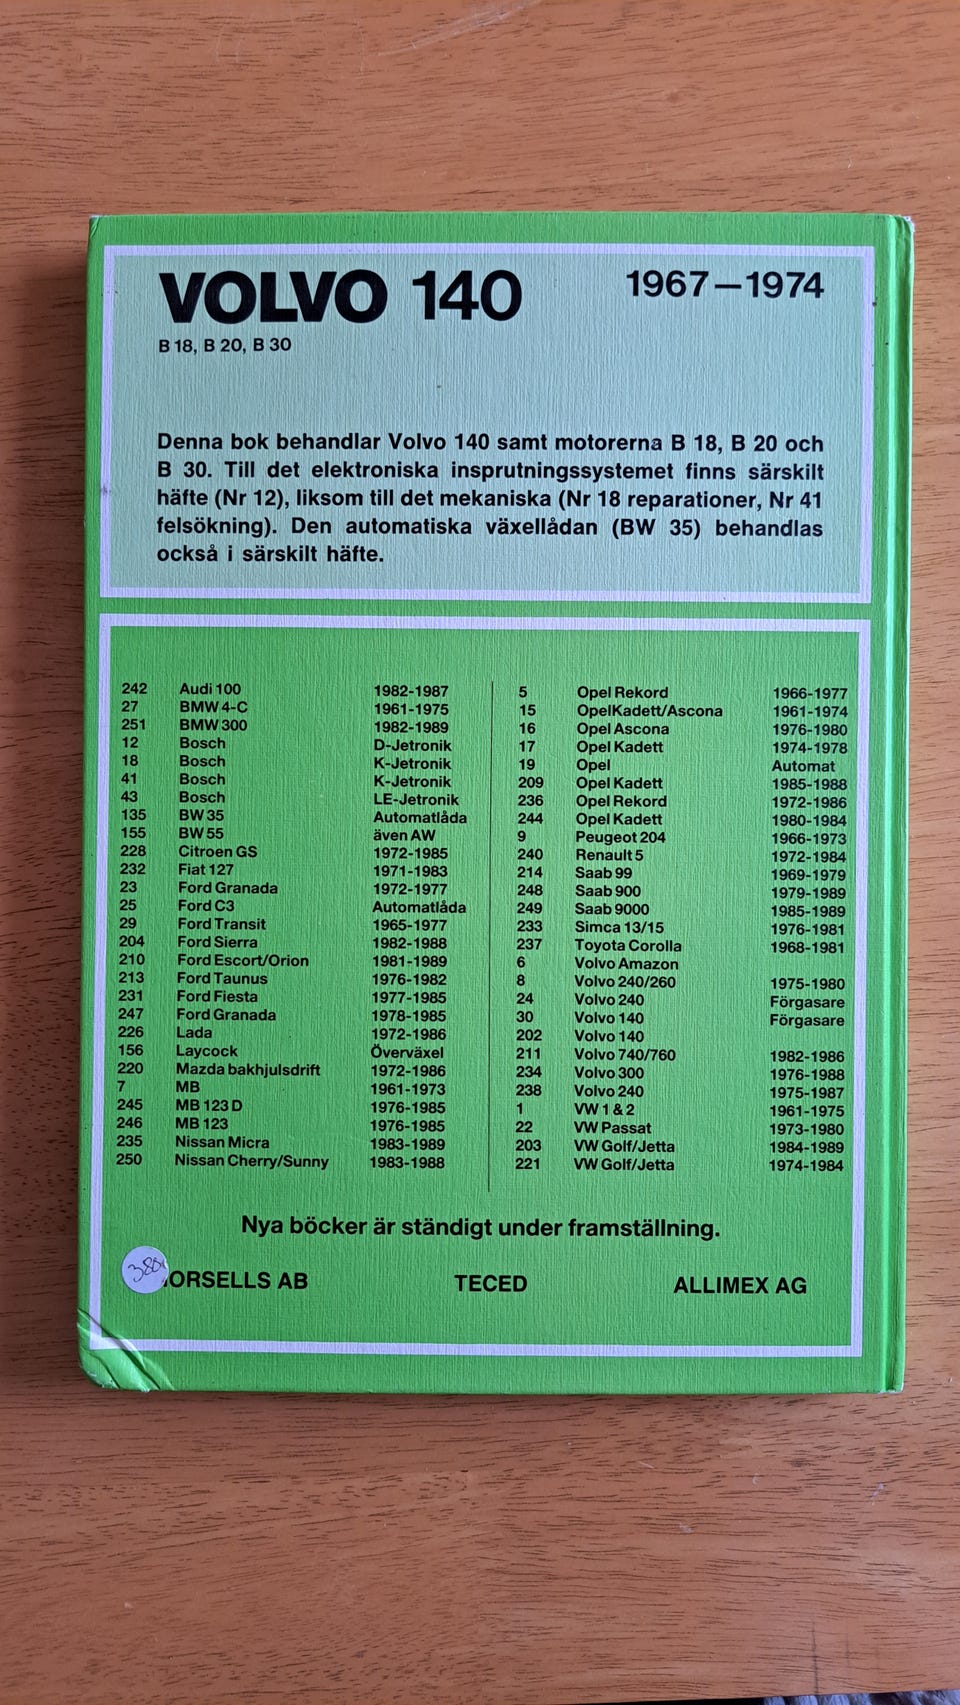 VOLVO 140 1967–1974
B 18, B 20, B 30
Denna bok behandlar Volvo 140 samt motorerna B 18, B 20 och
B 30. Till det elektroniska insprutningssystemet finns särskilt
häfte (Nr 12), liksom till det mekaniska (Nr 18 reparationer, Nr 41
felsökning). Den automatiska växellådan (BW 35) behandlas
också i särskilt häfte.
242 Audi 100 1982-1987
27 BMW 4-C 1961-1975
251 BMW 300 1982-1989
12 Bosch D-Jetronik
18 Bosch K-Jetronik
41 Bosch K-Jetronik
43 Bosch LE-Jetronik
135 BW 35 Automatlåda
155 BW 55 även AW
228 Citroen GS 1972-1985
232 Fiat 127 1971-1983
23 Ford Granada 1972-1977
25 Ford C3 Automatlåda
29 Ford Transit 1965-1977
204 Ford Sierra 1982-1988
210 Ford Escort/Orion 1981-1989
213 Ford Taunus 1976-1982
231 Ford Fiesta 1977-1985
247 Ford Granada 1978-1985
226 Lada 1972-1986
156 Laycock Överväxel
220 Mazda bakhjulsdrift 1972-1986
7 MB 1961-1973
245 MB 123 D 1976-1985
246 MB 123 1976-1985
235 Nissan Micra 1983-1989
250 Nissan Cherry/Sunny 1983-1988
5 Opel Rekord 1966-1977
15 Opel Kadett/Ascona 1961-1974
16 Opel Ascona 1976-1980
17 Opel Kadett 1974-1978
19 Opel Automat
209 Opel Kadett 1985-1988
236 Opel Rekord 1972-1986
244 Opel Kadett 1980-1984
9 Peugeot 204 1966-1973
240 Renault 5 1972-1984
214 Saab 99 1969-1979
248 Saab 900 1979-1989
249 Saab 9000 1985-1989
233 Simca 13/15 1976-1981
237 Toyota Corolla 1968-1981
6 Volvo Amazon
8 Volvo 240/260 1975-1980
24 Volvo 240 Förgasare
30 Volvo 140 Förgasare
202 Volvo 140
211 Volvo 740/760 1982-1986
234 Volvo 300 1976-1988
238 Volvo 240 1975-1987
1 VW 1 & 2 1961-1975
22 VW Passat 1973-1980
203 VW Golf/Jetta 1984-1989
221 VW Golf/Jetta 1974-1984
Nya böcker är ständigt under framställning.
ORSELLS AB TECED ALLIMEX AG